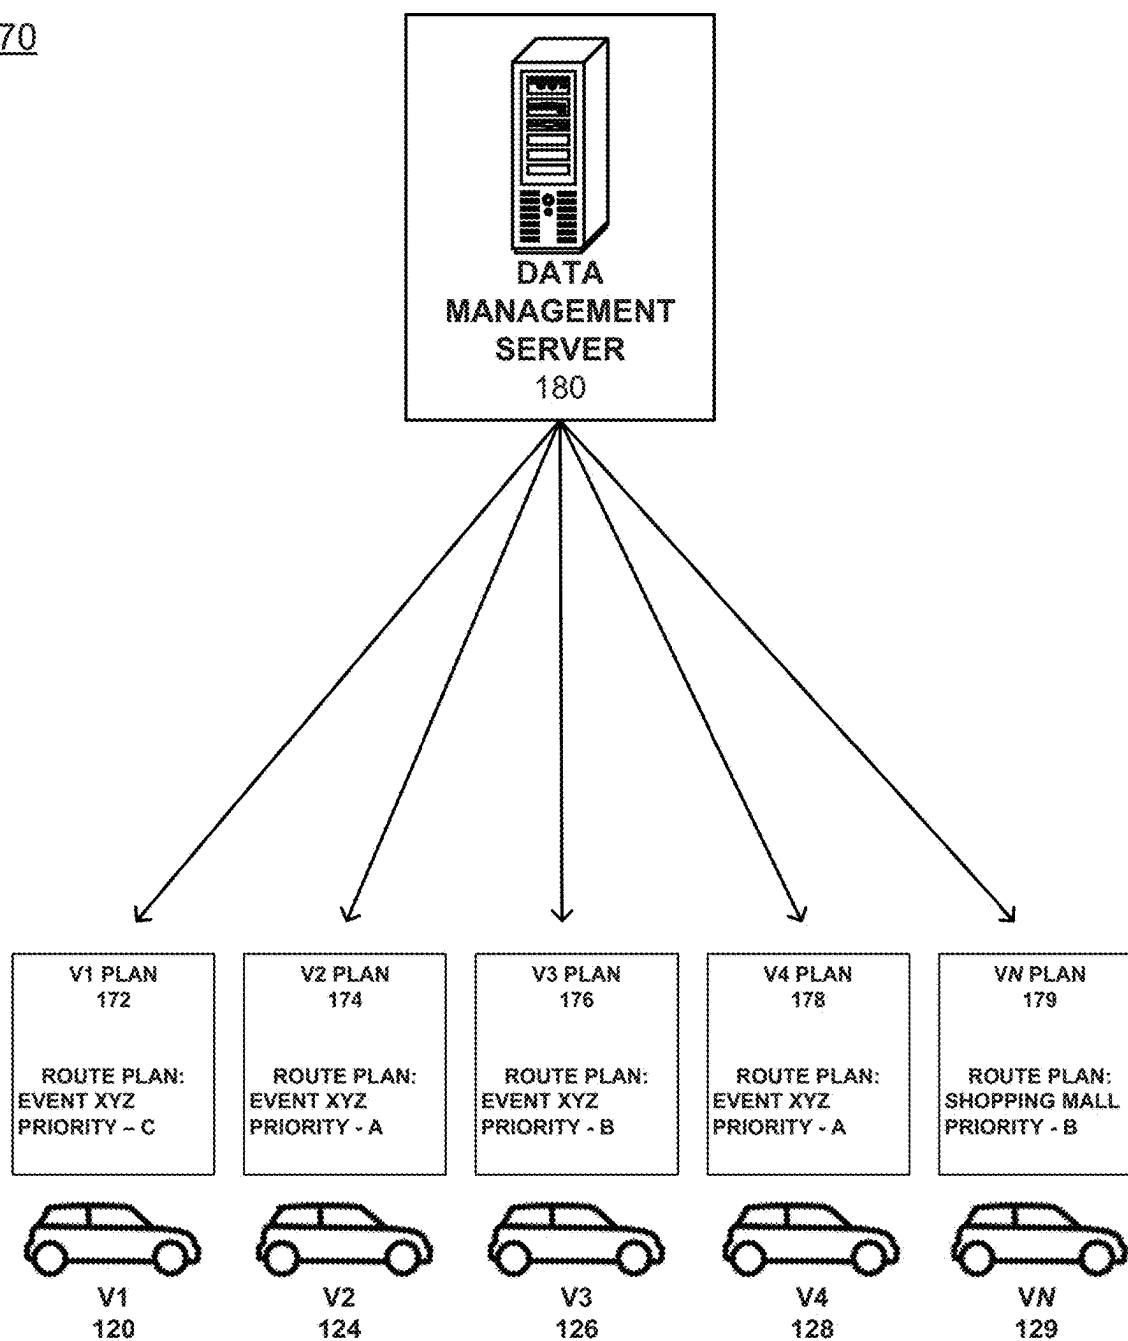 70
DATA
MANAGEMENT
SERVER
180
V1 PLAN
172
ROUTE PLAN:
EVENT XYZ
PRIORITY – C
V2 PLAN
174
ROUTE PLAN:
EVENT XYZ
PRIORITY - A
V3 PLAN
176
ROUTE PLAN:
EVENT XYZ
PRIORITY - B
V4 PLAN
178
ROUTE PLAN:
EVENT XYZ
PRIORITY - A
VN PLAN
179
ROUTE PLAN:
SHOPPING MALL
PRIORITY - B
V1
120
V2
124
V3
126
V4
128
VN
129